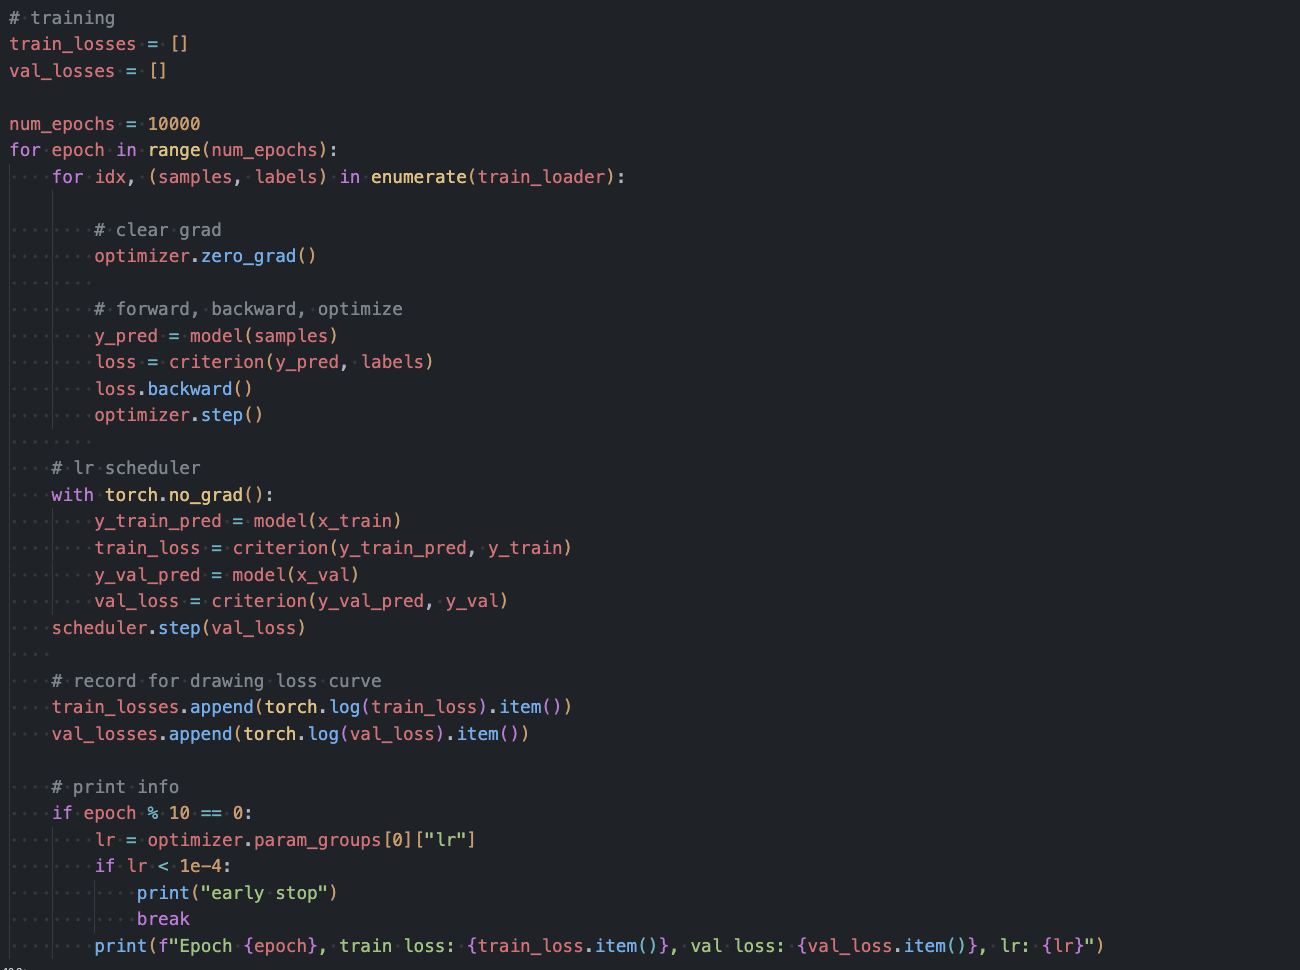 # training
train_losses = []
val_losses = []
num_epochs = 10000
for epoch in range(num_epochs):
for idx, (samples, labels) in enumerate(train_loader):
# clear grad
optimizer.zero_grad()
# forward, backward, optimize
y_pred = model(samples)
loss = criterion(y_pred, labels)
loss.backward()
optimizer.step()
# lr scheduler
with torch.no_grad():
y_train_pred = model(x_train)
train_loss = criterion(y_train_pred, y_train)
y_val_pred = model(x_val)
val_loss = criterion(y_val_pred, y_val)
scheduler.step(val_loss)
# record for drawing loss curve
train_losses.append(torch.log(train_loss).item())
val_losses.append(torch.log(val_loss).item())
# print info
if epoch % 10 == 0:
lr = optimizer.param_groups[0]["lr"]
if lr < 1e-4:
print("early stop")
break
print(f"Epoch {epoch}, train loss: {train_loss.item()}, val loss: {val_loss.item()}, lr: {lr}")